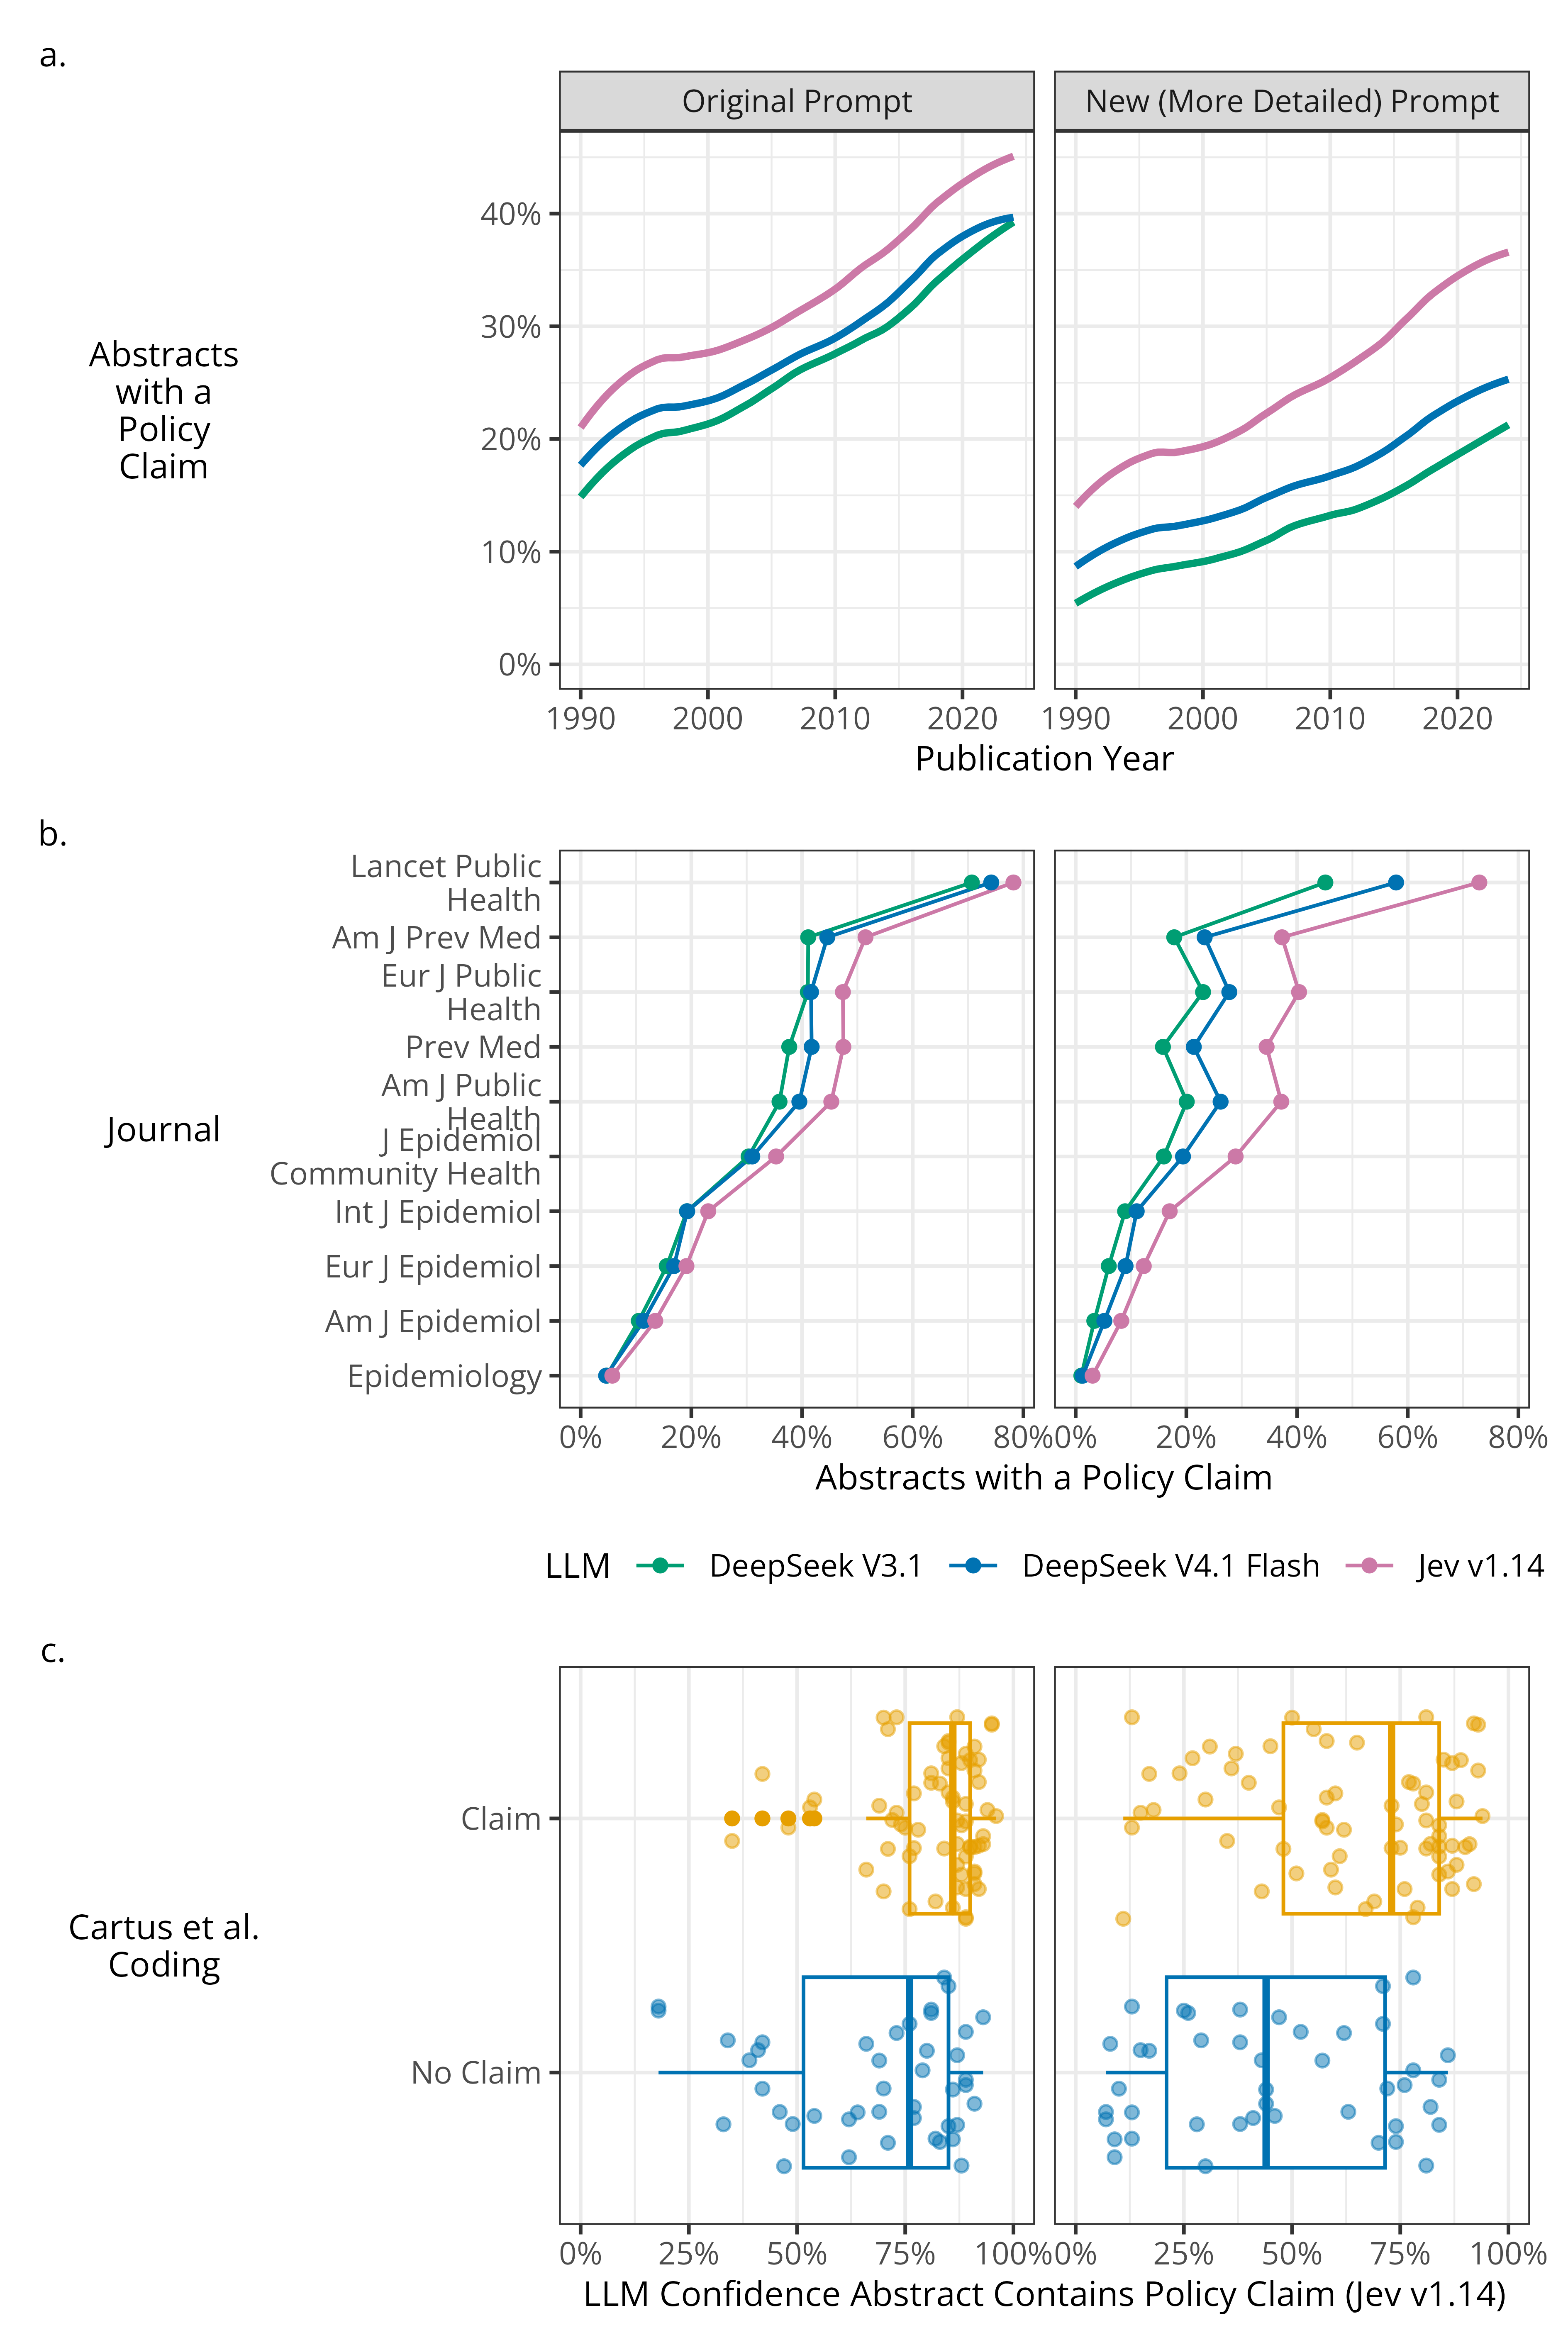 a.
Original Prompt
New (More Detailed) Prompt
Abstracts
with a
Policy
Claim
40%
30%
20%
10%
0%
1990 2000 2010 2020
1990 2000 2010 2020
Publication Year
b.
Journal
Lancet Public
Health
Am J Prev Med
Eur J Public
Health
Prev Med
Am J Public
Health
J Epidemiol
Community Health
Int J Epidemiol
Eur J Epidemiol
Am J Epidemiol
Epidemiology
0% 20% 40% 60% 80%
0% 20% 40% 60% 80%
Abstracts with a Policy Claim
LLM DeepSeek V3.1 DeepSeek V4.1 Flash Jev v1.14
c.
Cartus et al.
Coding
Claim
No Claim
0% 25% 50% 75% 100%
0% 25% 50% 75% 100%
LLM Confidence Abstract Contains Policy Claim (Jev v1.14)